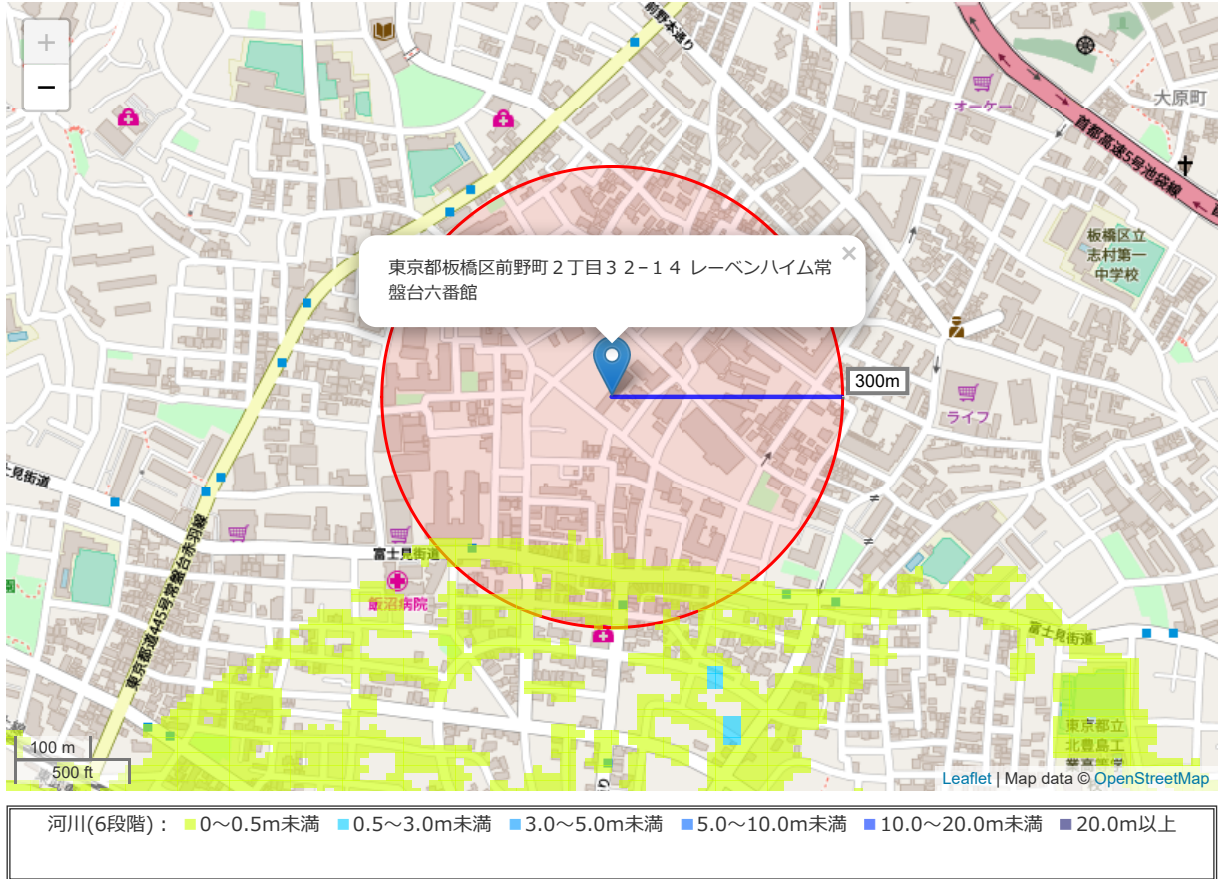 +
−
前野本通り
オーケー
大原町
首都高速5号池袋線
板橋区立
志村第一
中学校
東京都板橋区前野町２丁目３２−１４ レーベンハイム常
盤台六番館
×
300m
ライフ
士見街道
富士見街道
飯沼病院
東京都道445号常盤台赤羽線
富士見街道
東京都立
北豊島工
業高等学
100 m
500 ft
Leaflet | Map data © OpenStreetMap
河川(6段階)： 0～0.5m未満 0.5～3.0m未満 3.0～5.0m未満 5.0～10.0m未満 10.0～20.0m未満 20.0m以上